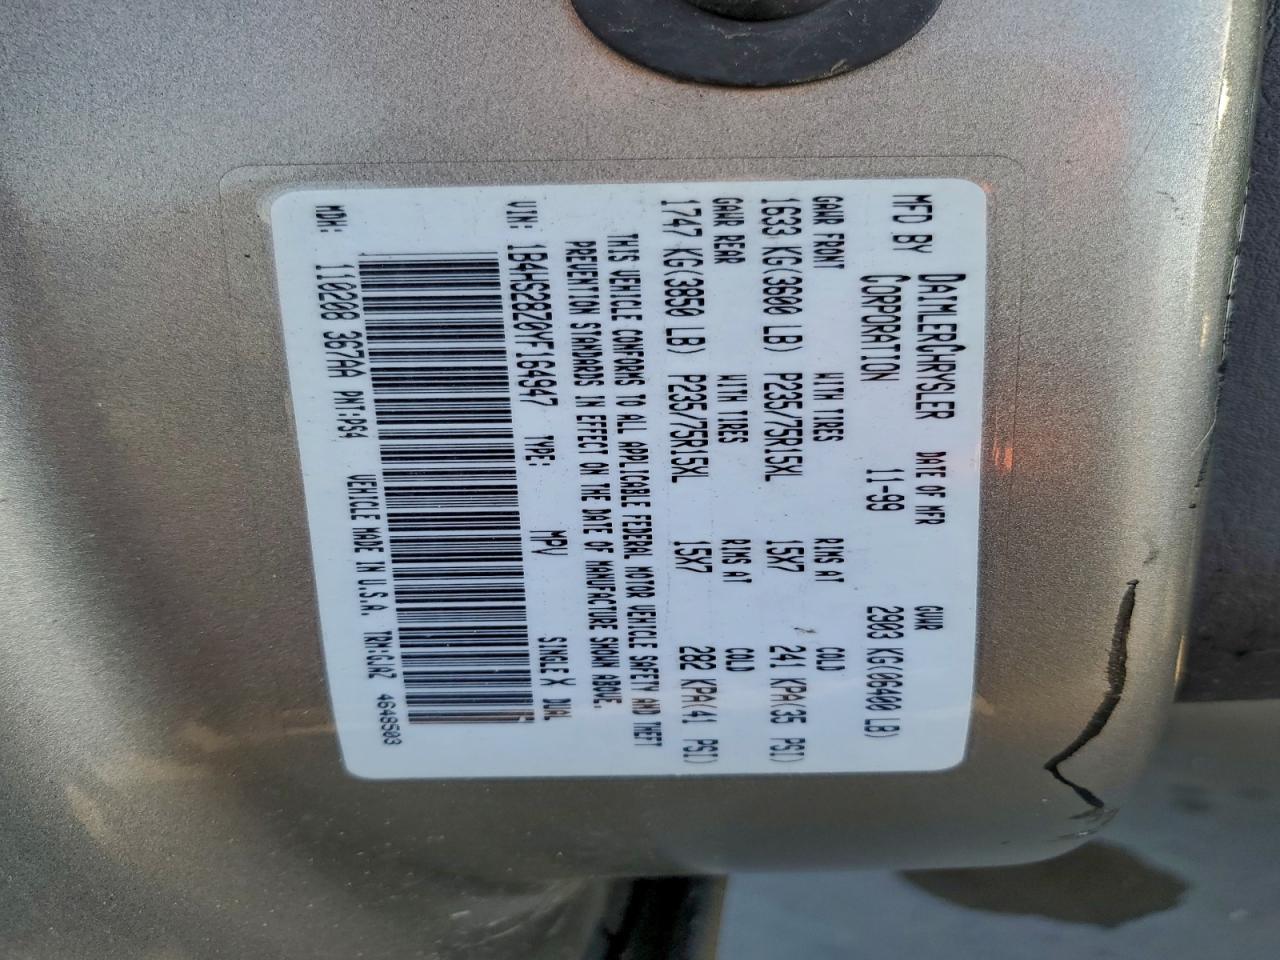 MFD BY DAIMLERCHRYSLER CORPORATION DATE OF MFR 11-99 GVWR 2903 KG(06400 LB)
GAWR FRONT WITH TIRES RIMS AT COLD
1633 KG(3600 LB) P235/75R15XL 15X7 241 KPA(35 PSI)
GAWR REAR WITH TIRES RIMS AT COLD
1747 KG(3850 LB) P235/75R15XL 15X7 282 KPA(41 PSI)
THIS VEHICLE CONFORMS TO ALL APPLICABLE FEDERAL MOTOR VEHICLE SAFETY AND THEFT
PREVENTION STANDARDS IN EFFECT ON THE DATE OF MANUFACTURE SHOWN ABOVE.
VIN: 1B4HS28Z0YF164947 TYPE: MPV SINGLE X DUAL
MDH: 110208 367AA PNT:PS4 VEHICLE MADE IN U.S.A. TRM:GJAZ 4648503